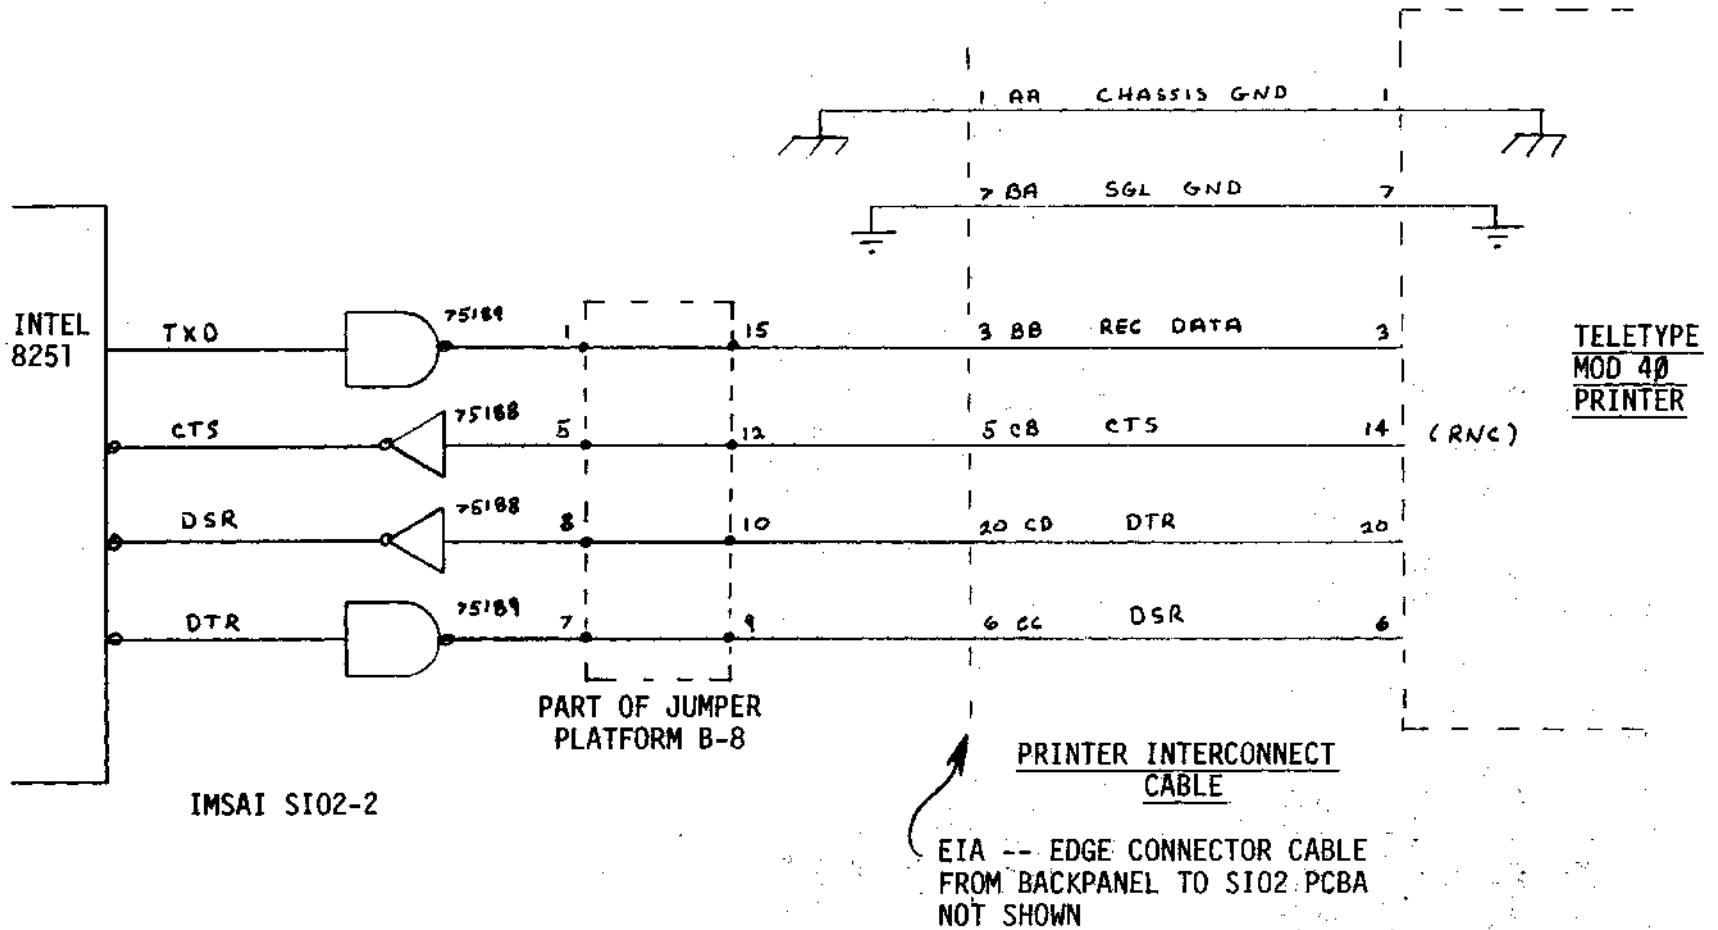 1 AA CHASSIS GND 1
7 BA SGL GND 7
INTEL
8251
TXD 75189 1 15 3 BB REC DATA 3
TELETYPE
MOD 40
PRINTER
CTS 75188 5 12 5 CB CTS 14 (RNC)
DSR 75188 8 10 20 CD DTR 20
DTR 75189 7 9 6 CC DSR 6
PART OF JUMPER
PLATFORM B-8
PRINTER INTERCONNECT
CABLE
IMSAI SIO2-2
EIA -- EDGE CONNECTOR CABLE
FROM BACKPANEL TO SIO2 PCBA
NOT SHOWN